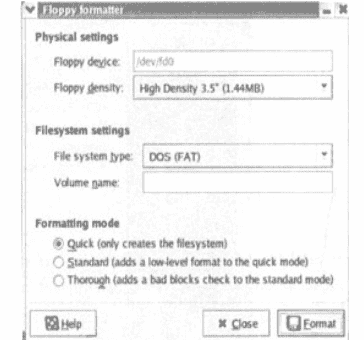 Floppy formatter
Physical settings
Floppy device: /dev/fd0
Floppy density: High Density 3.5" (1.44MB)
Filesystem settings
File system type: DOS (FAT)
Volume name:
Formatting mode
Quick (only creates the filesystem)
Standard (adds a low-level format to the quick mode)
Thorough (adds a bad blocks check to the standard mode)
Help Close Format